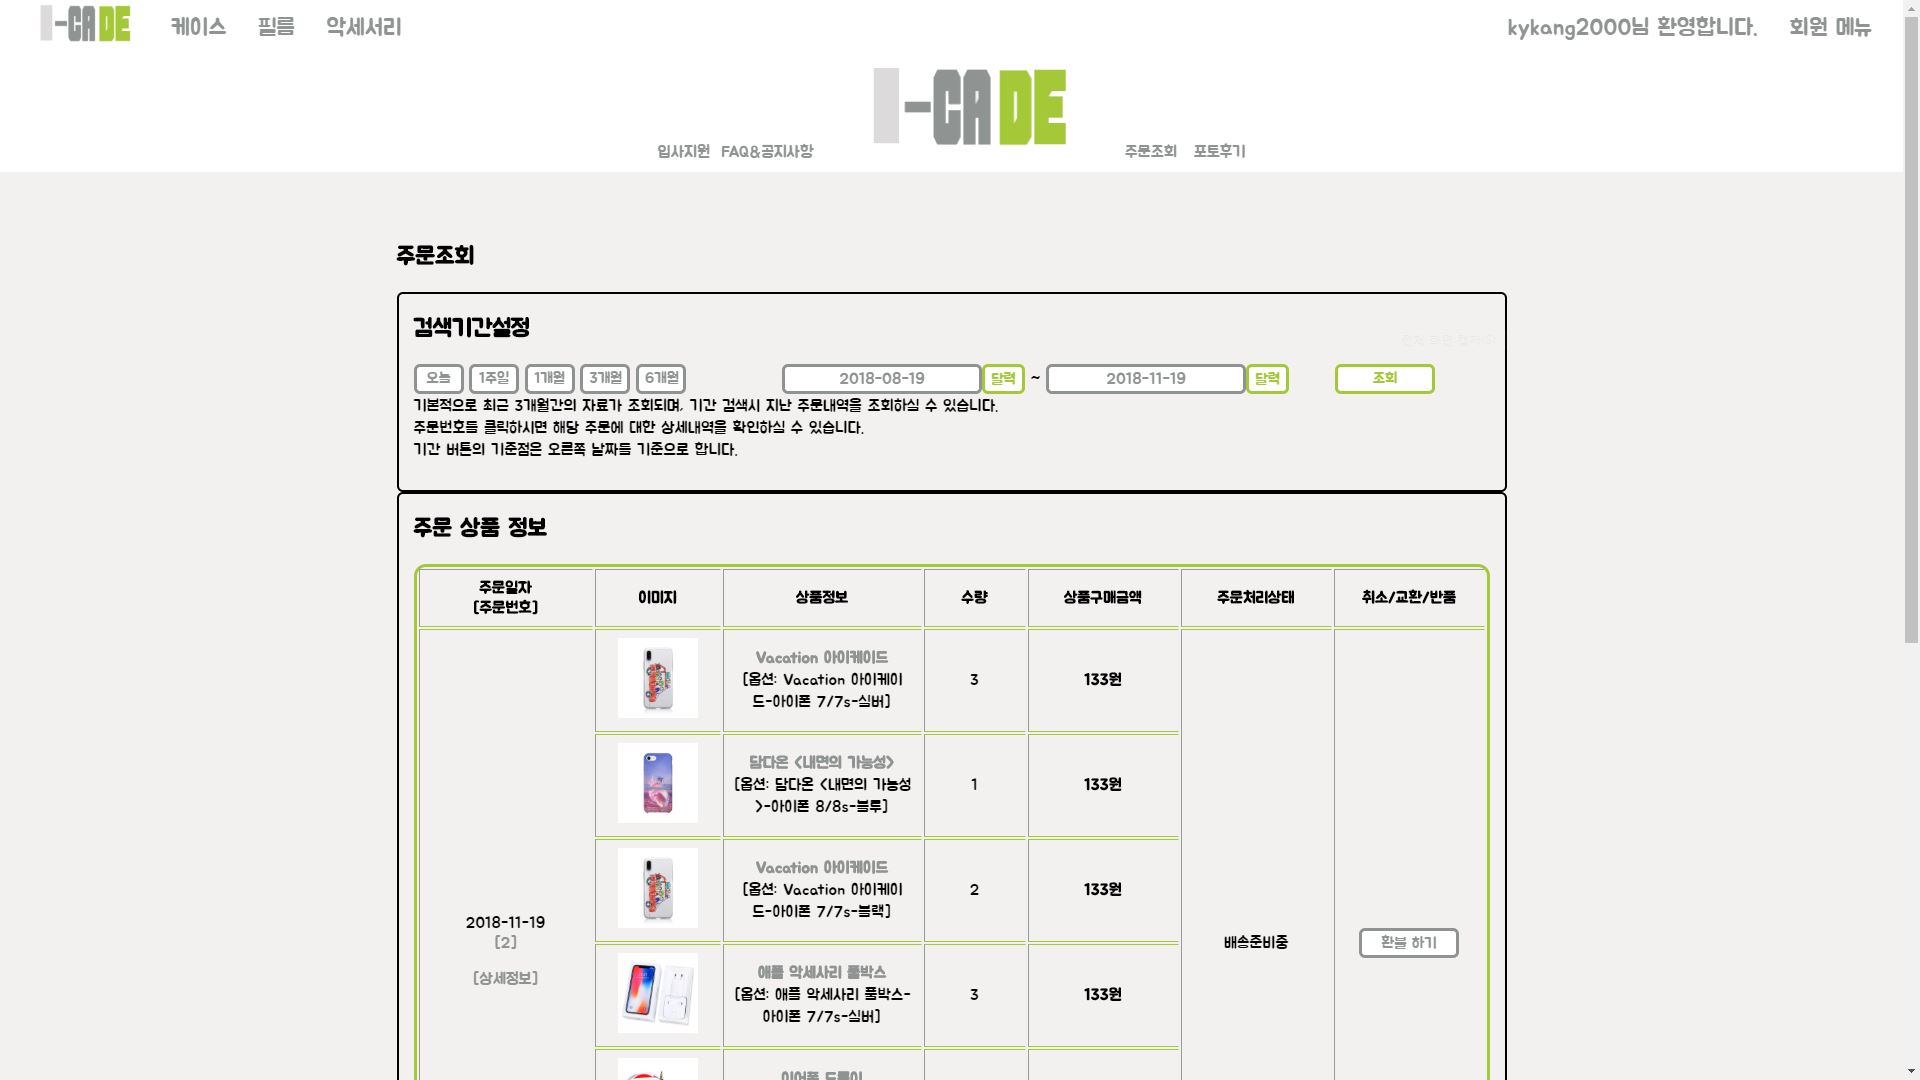 I-CADE 케이스 필름 악세서리 kykang2000님 환영합니다. 회원 메뉴
I-CADE
입사지원 FAQ&공지사항 주문조회 포토후기
주문조회
검색기간설정
오늘 1주일 1개월 3개월 6개월 2018-08-19 달력 ~ 2018-11-19 달력 조회
기본적으로 최근 3개월간의 자료가 조회되며, 기간 검색시 지난 주문내역을 조회하실 수 있습니다.
주문번호를 클릭하시면 해당 주문에 대한 상세내역을 확인하실 수 있습니다.
기간 버튼의 기준점은 오른쪽 날짜를 기준으로 합니다.
주문 상품 정보
주문일자
[주문번호]
이미지
상품정보
수량
상품구매금액
주문처리상태
취소/교환/반품
2018-11-19
[2]
[상세정보]
Vacation 아이케이드
[옵션: Vacation 아이케이
드-아이폰 7/7s-실버]
3
133원
담다온 <내면의 가능성>
[옵션: 담다온 <내면의 가능성
>-아이폰 8/8s-블루]
1
133원
Vacation 아이케이드
[옵션: Vacation 아이케이
드-아이폰 7/7s-블랙]
2
133원
애플 악세사리 풀박스
[옵션: 애플 악세사리 풀박스-
아이폰 7/7s-실버]
3
133원
배송준비중
환불 하기